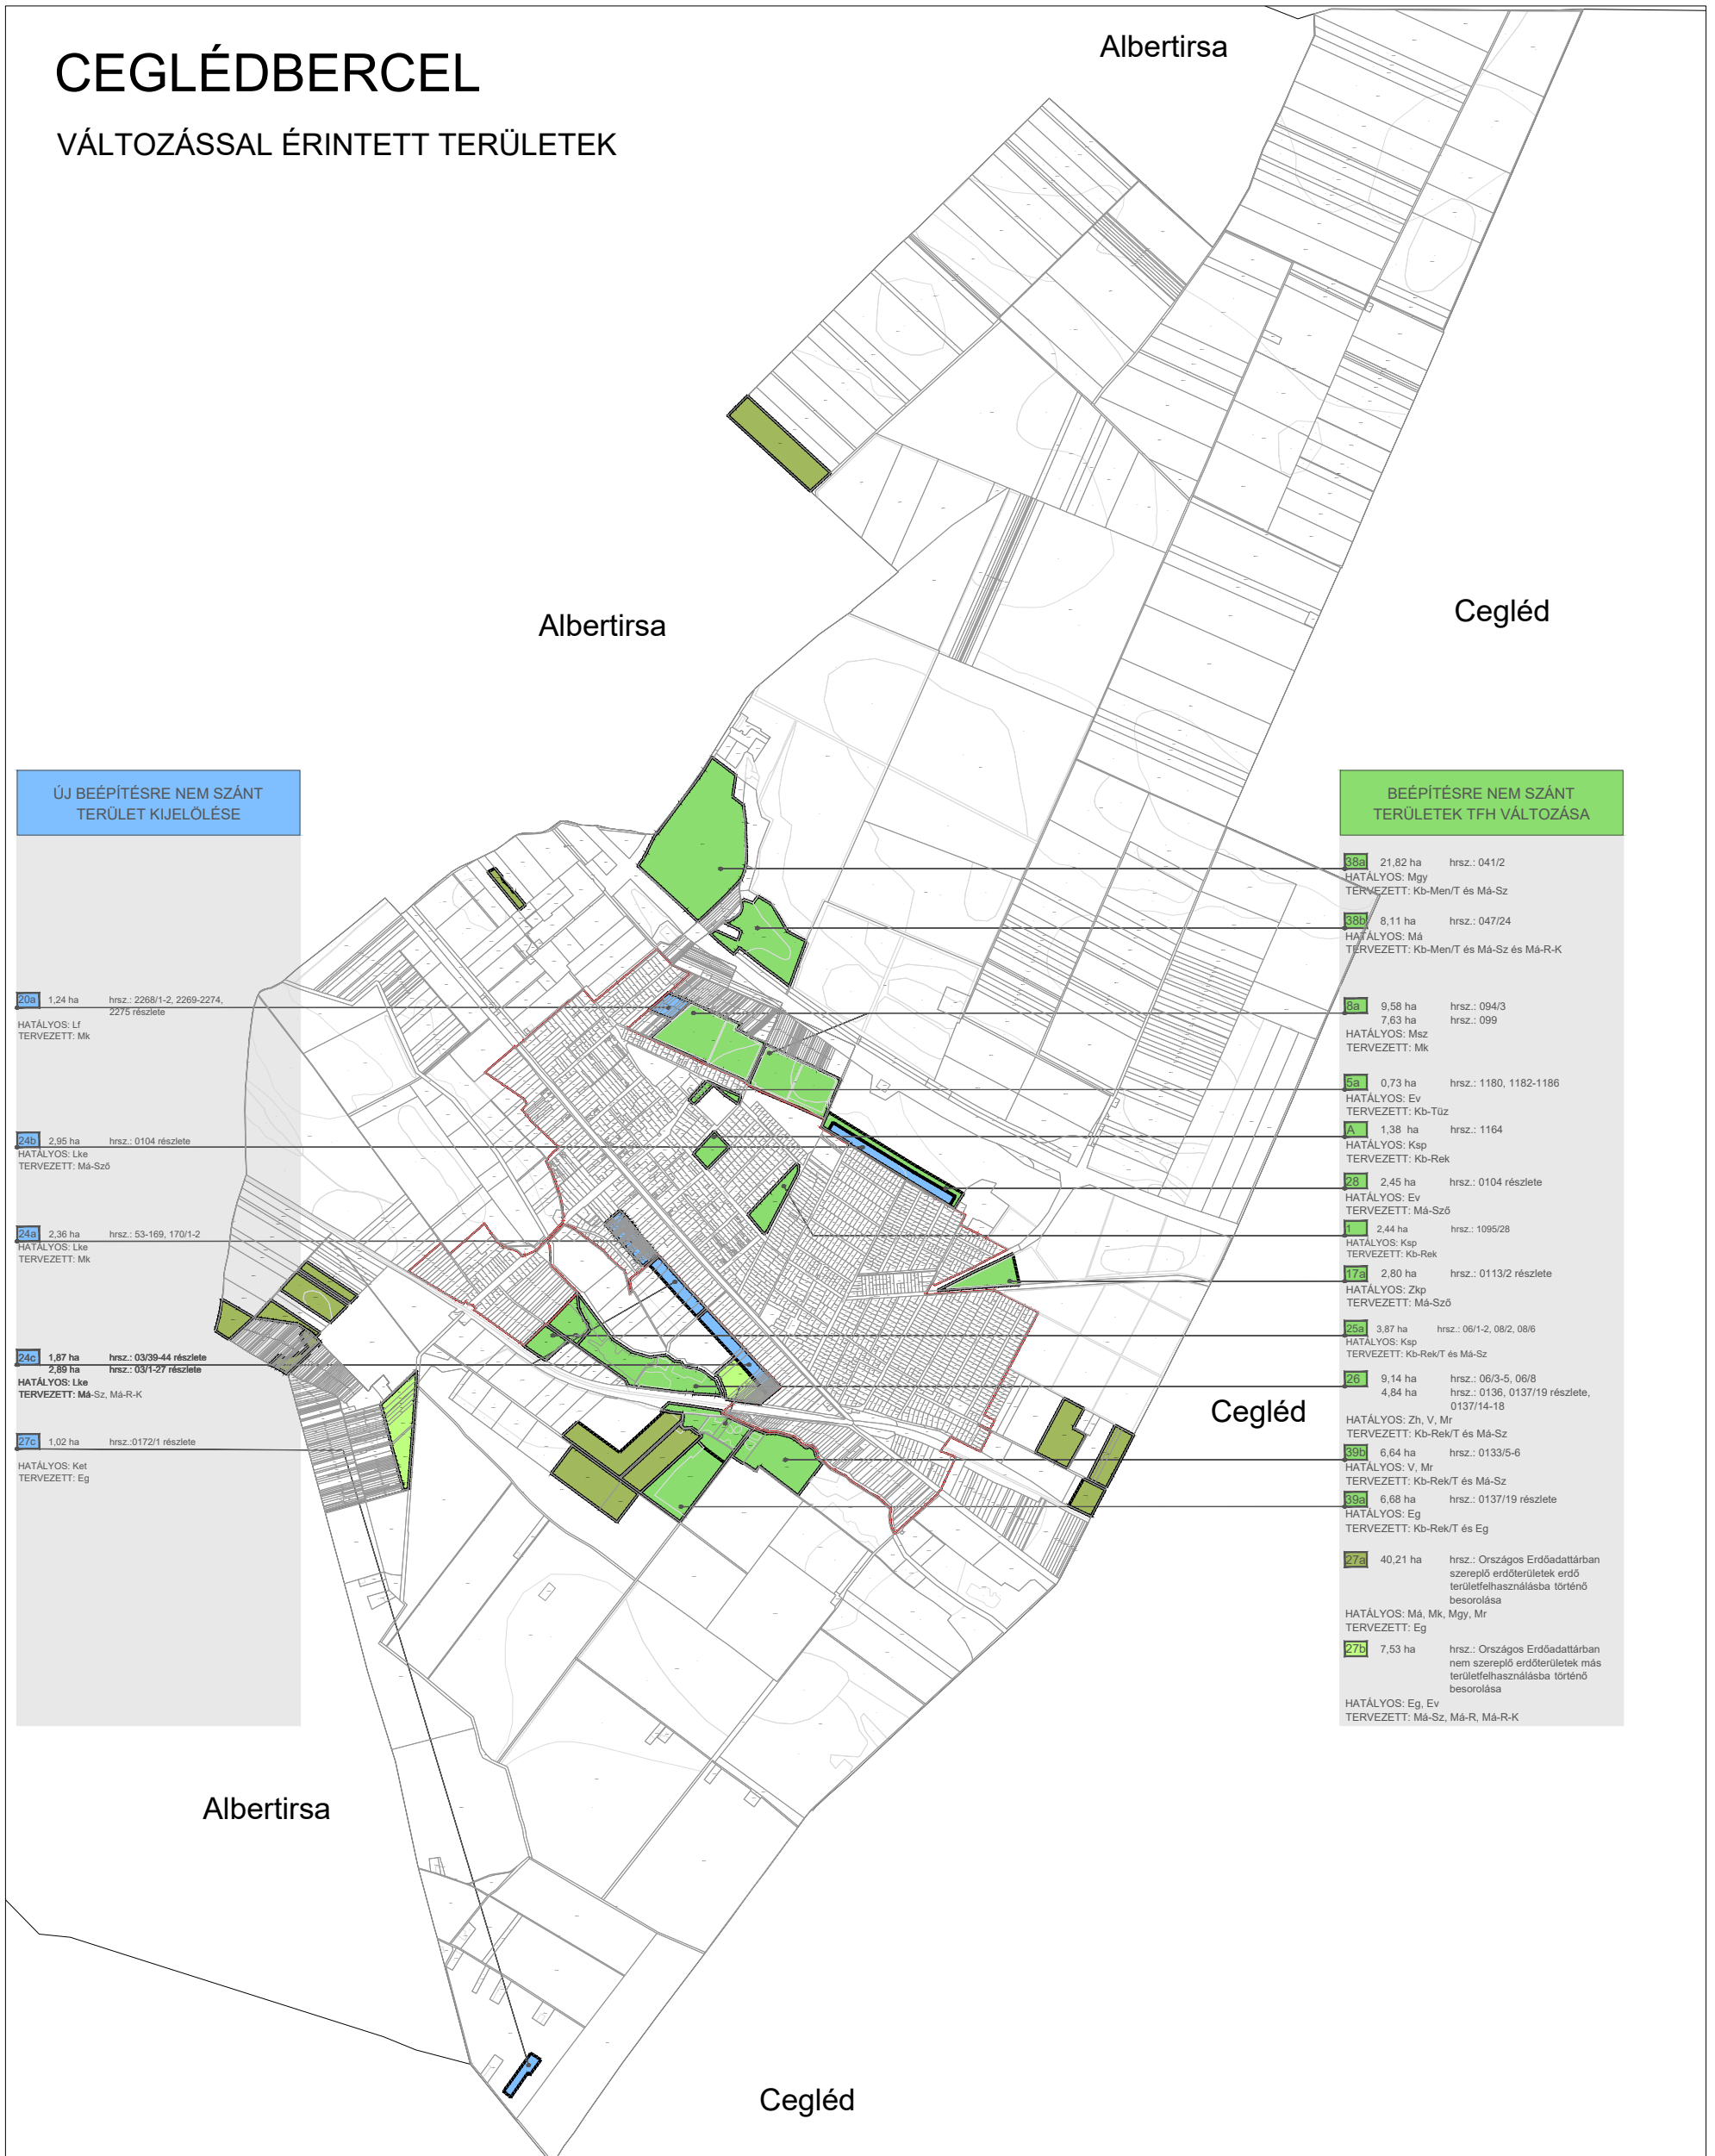 CEGLÉDBERCEL
VÁLTOZÁSSAL ÉRINTETT TERÜLETEK
Albertirsa
Albertirsa
Cegléd
ÚJ BEÉPÍTÉSRE NEM SZÁNT
TERÜLET KIJELÖLÉSE
20a 1,24 ha hrsz.: 2268/1-2, 2269-2274,
2275 részlete
HATÁLYOS: Lf
TERVEZETT: Mk
24b 2,95 ha hrsz.: 0104 részlete
HATÁLYOS: Lke
TERVEZETT: Má-Sző
24a 2,36 ha hrsz.: 53-169, 170/1-2
HATÁLYOS: Lke
TERVEZETT: Mk
24c 1,87 ha hrsz.: 03/39-44 részlete
2,89 ha hrsz.: 03/1-27 részlete
HATÁLYOS: Lke
TERVEZETT: Má-Sz, Má-R-K
27c 1,02 ha hrsz.:0172/1 részlete
HATÁLYOS: Ket
TERVEZETT: Eg
BEÉPÍTÉSRE NEM SZÁNT
TERÜLETEK TFH VÁLTOZÁSA
38a 21,82 ha hrsz.: 041/2
HATÁLYOS: Mgy
TERVEZETT: Kb-Men/T és Má-Sz
38b 8,11 ha hrsz.: 047/24
HATÁLYOS: Má
TERVEZETT: Kb-Men/T és Má-Sz és Má-R-K
8a 9,58 ha hrsz.: 094/3
7,63 ha hrsz.: 099
HATÁLYOS: Msz
TERVEZETT: Mk
5a 0,73 ha hrsz.: 1180, 1182-1186
HATÁLYOS: Ev
TERVEZETT: Kb-Tüz
A 1,38 ha hrsz.: 1164
HATÁLYOS: Ksp
TERVEZETT: Kb-Rek
28 2,45 ha hrsz.: 0104 részlete
HATÁLYOS: Ev
TERVEZETT: Má-Sző
1 2,44 ha hrsz.: 1095/28
HATÁLYOS: Ksp
TERVEZETT: Kb-Rek
17a 2,80 ha hrsz.: 0113/2 részlete
HATÁLYOS: Zkp
TERVEZETT: Má-Sző
25a 3,87 ha hrsz.: 06/1-2, 08/2, 08/6
HATÁLYOS: Ksp
TERVEZETT: Kb-Rek/T és Má-Sz
26 9,14 ha hrsz.: 06/3-5, 06/8
4,84 ha hrsz.: 0136, 0137/19 részlete,
0137/14-18
HATÁLYOS: Zh, V, Mr
TERVEZETT: Kb-Rek/T és Má-Sz
39b 6,64 ha hrsz.: 0133/5-6
HATÁLYOS: V, Mr
TERVEZETT: Kb-Rek/T és Má-Sz
39a 6,68 ha hrsz.: 0137/19 részlete
HATÁLYOS: Eg
TERVEZETT: Kb-Rek/T és Eg
27a 40,21 ha hrsz.: Országos Erdőadattárban
szereplő erdőterületek erdő
területfelhasználásba történő
besorolása
HATÁLYOS: Má, Mk, Mgy, Mr
TERVEZETT: Eg
27b 7,53 ha hrsz.: Országos Erdőadattárban
nem szereplő erdőterületek más
területfelhasználásba történő
besorolása
HATÁLYOS: Eg, Ev
TERVEZETT: Má-Sz, Má-R, Má-R-K
Cegléd
Albertirsa
Cegléd